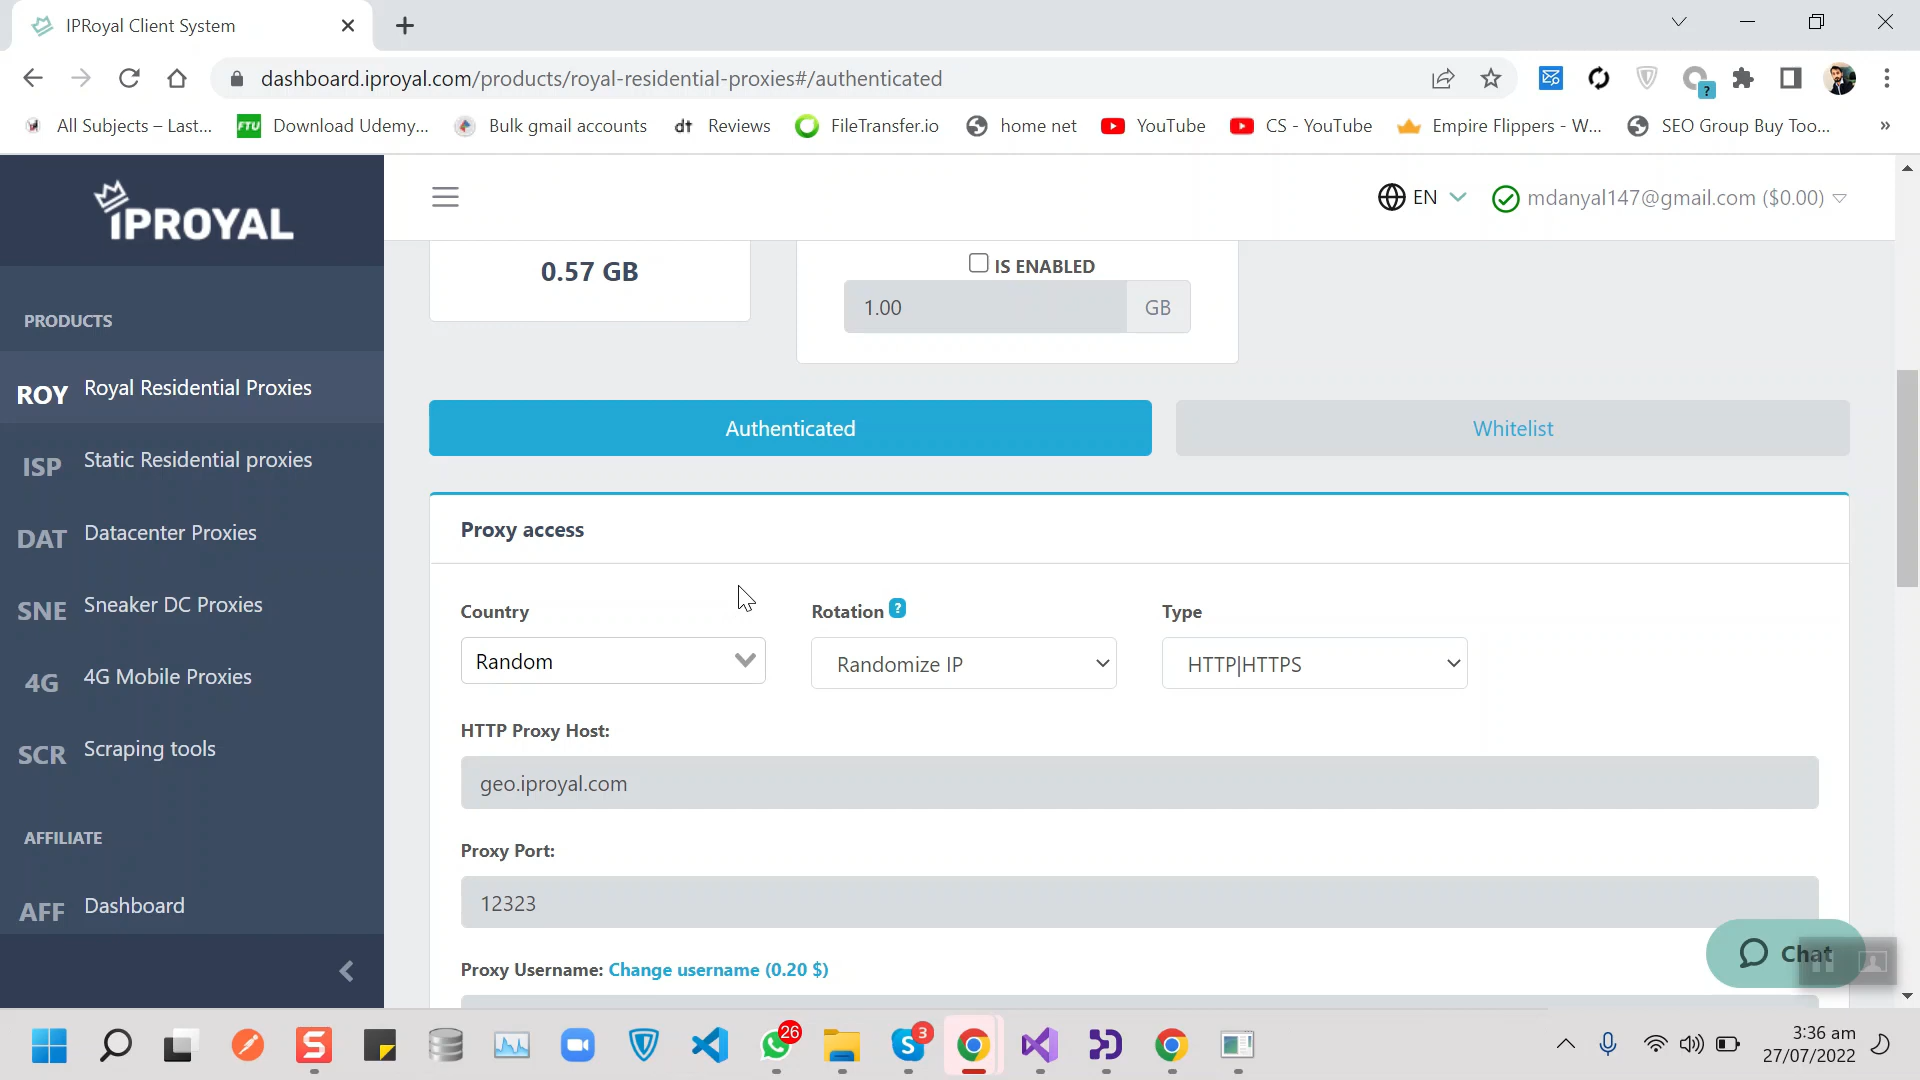 IPRoyal Client System
dashboard.iproyal.com/products/royal-residential-proxies#/authenticated
?
All Subjects – Last...
FTU
Download Udemy...
Bulk gmail accounts
dt
Reviews
FileTransfer.io
home net
YouTube
CS - YouTube
Empire Flippers - W...
SEO Group Buy Too...
»
IPROYAL
EN
mdanyal147@gmail.com ($0.00)
0.57 GB
IS ENABLED
1.00
GB
PRODUCTS
ROY
Royal Residential Proxies
ISP
Static Residential proxies
DAT
Datacenter Proxies
SNE
Sneaker DC Proxies
4G
4G Mobile Proxies
SCR
Scraping tools
AFFILIATE
AFF
Dashboard
Authenticated
Whitelist
Proxy access
Country
Rotation ?
Type
Random
Randomize IP
HTTP|HTTPS
HTTP Proxy Host:
geo.iproyal.com
Proxy Port:
12323
Proxy Username: Change username (0.20 $)
Chat
S
26
S
3
3:36 am
27/07/2022